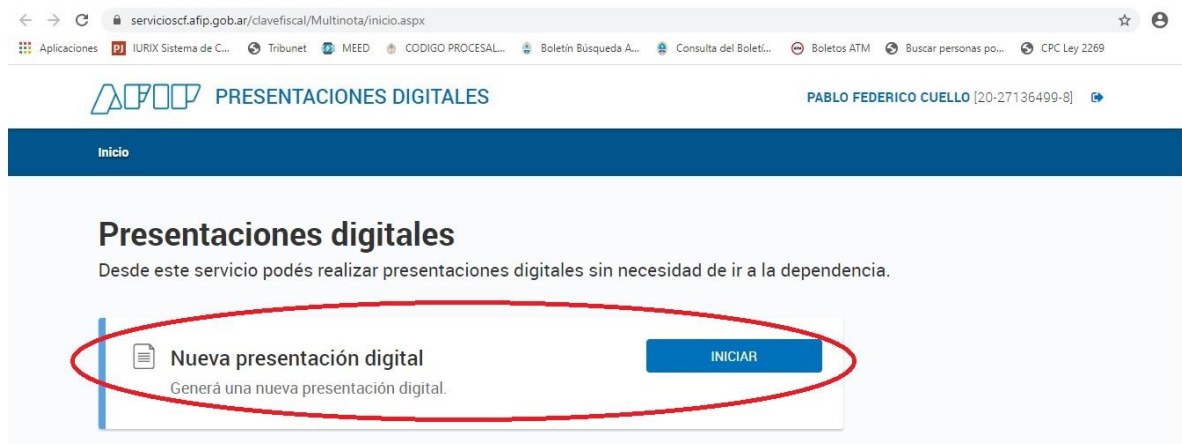 servicioscf.afip.gob.ar/clavefiscal/Multinota/inicio.aspx
Aplicaciones PJ IURIX Sistema de C... Tribunet MEED CODIGO PROCESAL... Boletín Búsqueda A... Consulta del Boletí... Boletos ATM Buscar personas po... CPC Ley 2269
AFIP PRESENTACIONES DIGITALES PABLO FEDERICO CUELLO [20-27136499-8]
Inicio
Presentaciones digitales
Desde este servicio podés realizar presentaciones digitales sin necesidad de ir a la dependencia.
Nueva presentación digital INICIAR
Generá una nueva presentación digital.